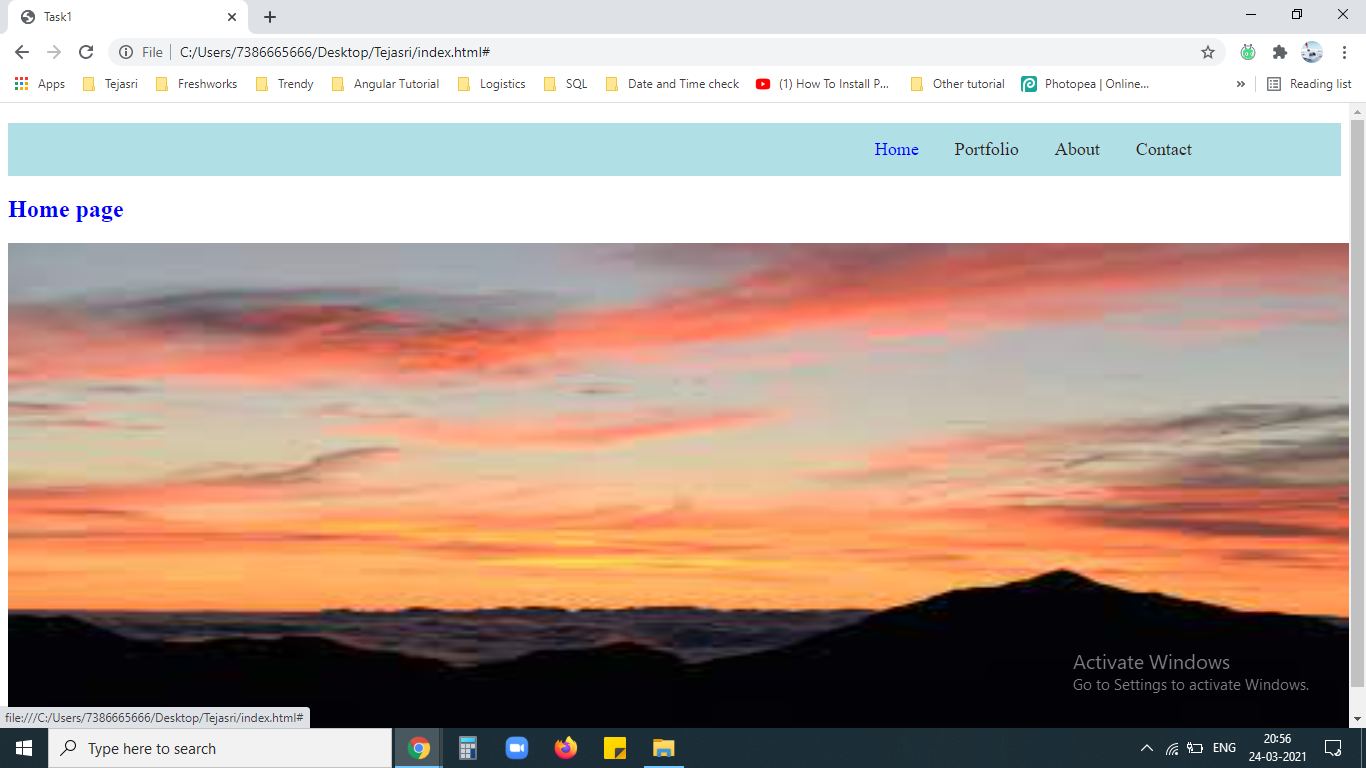 Task1
File C:/Users/7386665666/Desktop/Tejasri/index.html#
Apps Tejasri Freshworks Trendy Angular Tutorial Logistics SQL Date and Time check (1) How To Install P... Other tutorial Photopea | Online... » Reading list
Home Portfolio About Contact
Home page
Activate Windows
Go to Settings to activate Windows.
file:///C:/Users/7386665666/Desktop/Tejasri/index.html#
Type here to search
ENG
20:56
24-03-2021